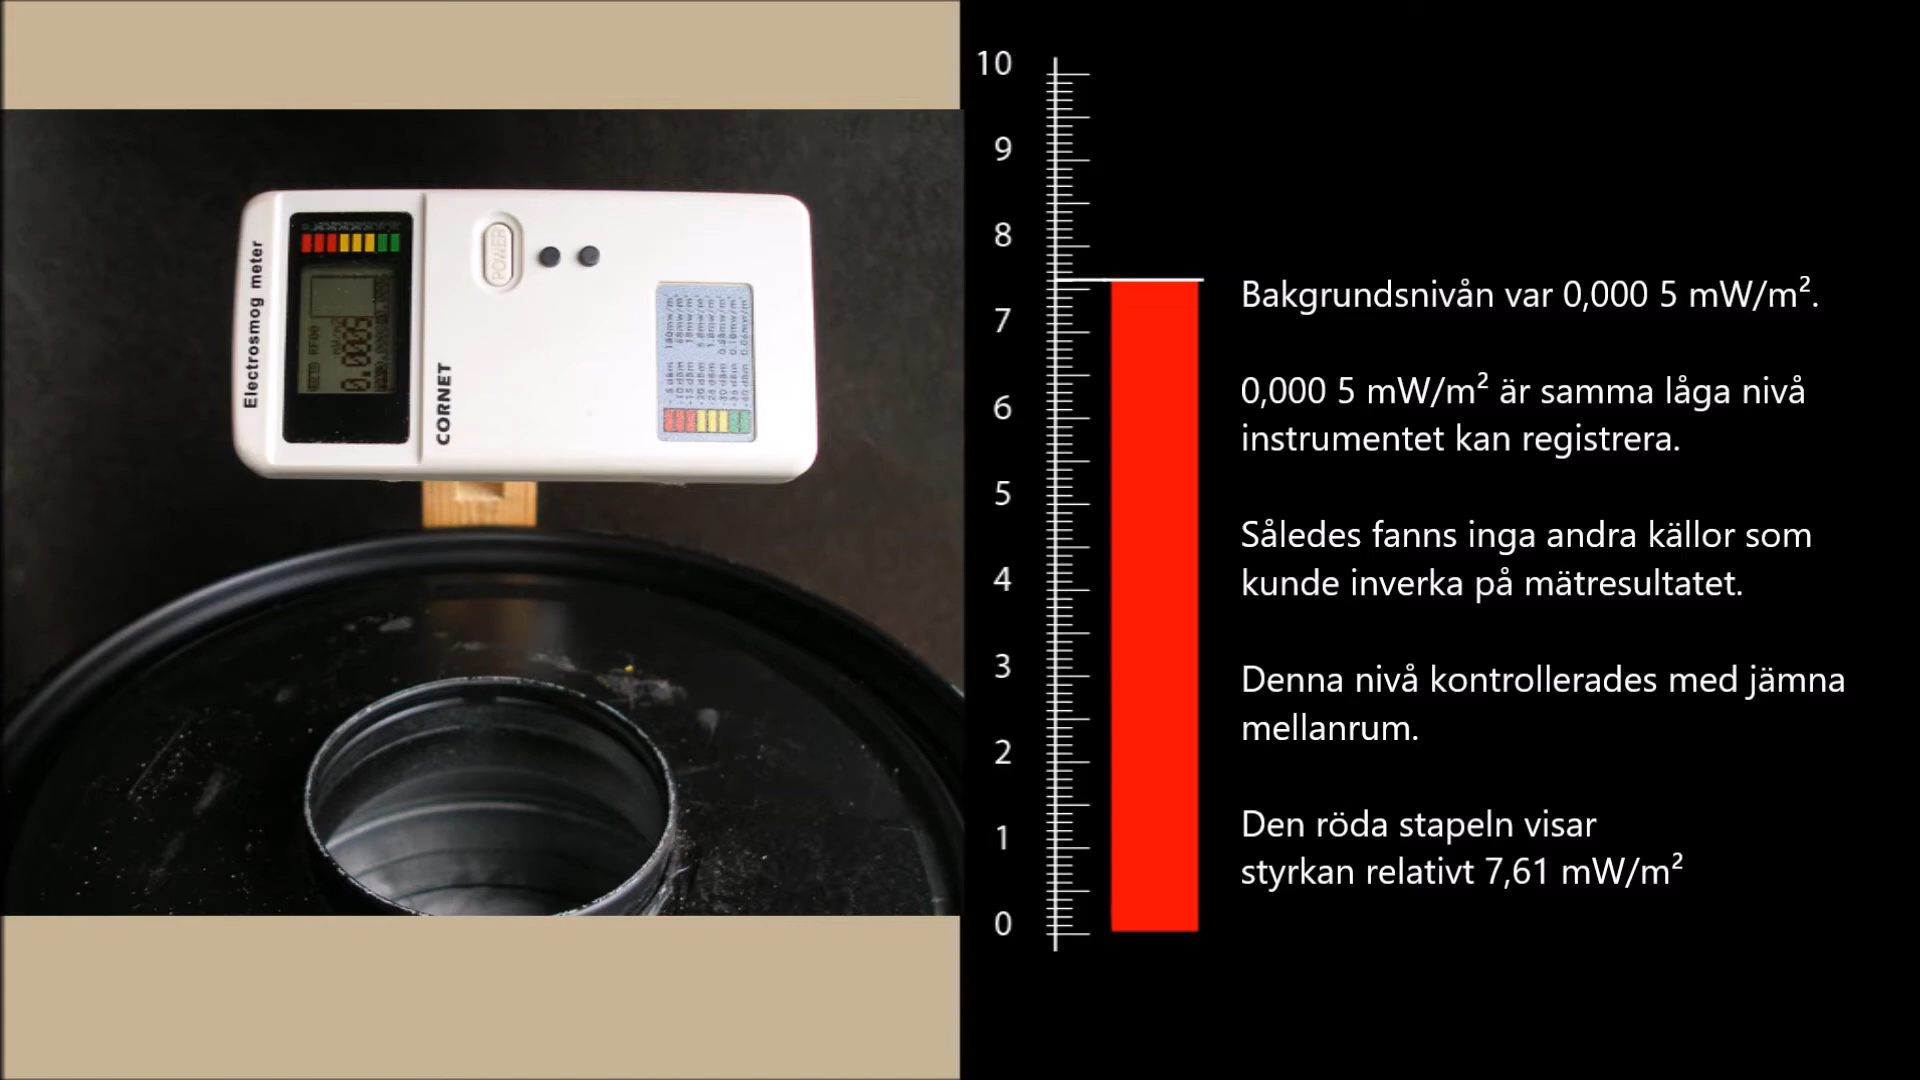 Electrosmog meter
0.0005
POWER
CORNET
10
9
8
7
6
5
4
3
2
1
0
Bakgrundsnivån var 0,000 5 mW/m².
0,000 5 mW/m² är samma låga nivå
instrumentet kan registrera.
Således fanns inga andra källor som
kunde inverka på mätresultatet.
Denna nivå kontrollerades med jämna
mellanrum.
Den röda stapeln visar
styrkan relativt 7,61 mW/m²